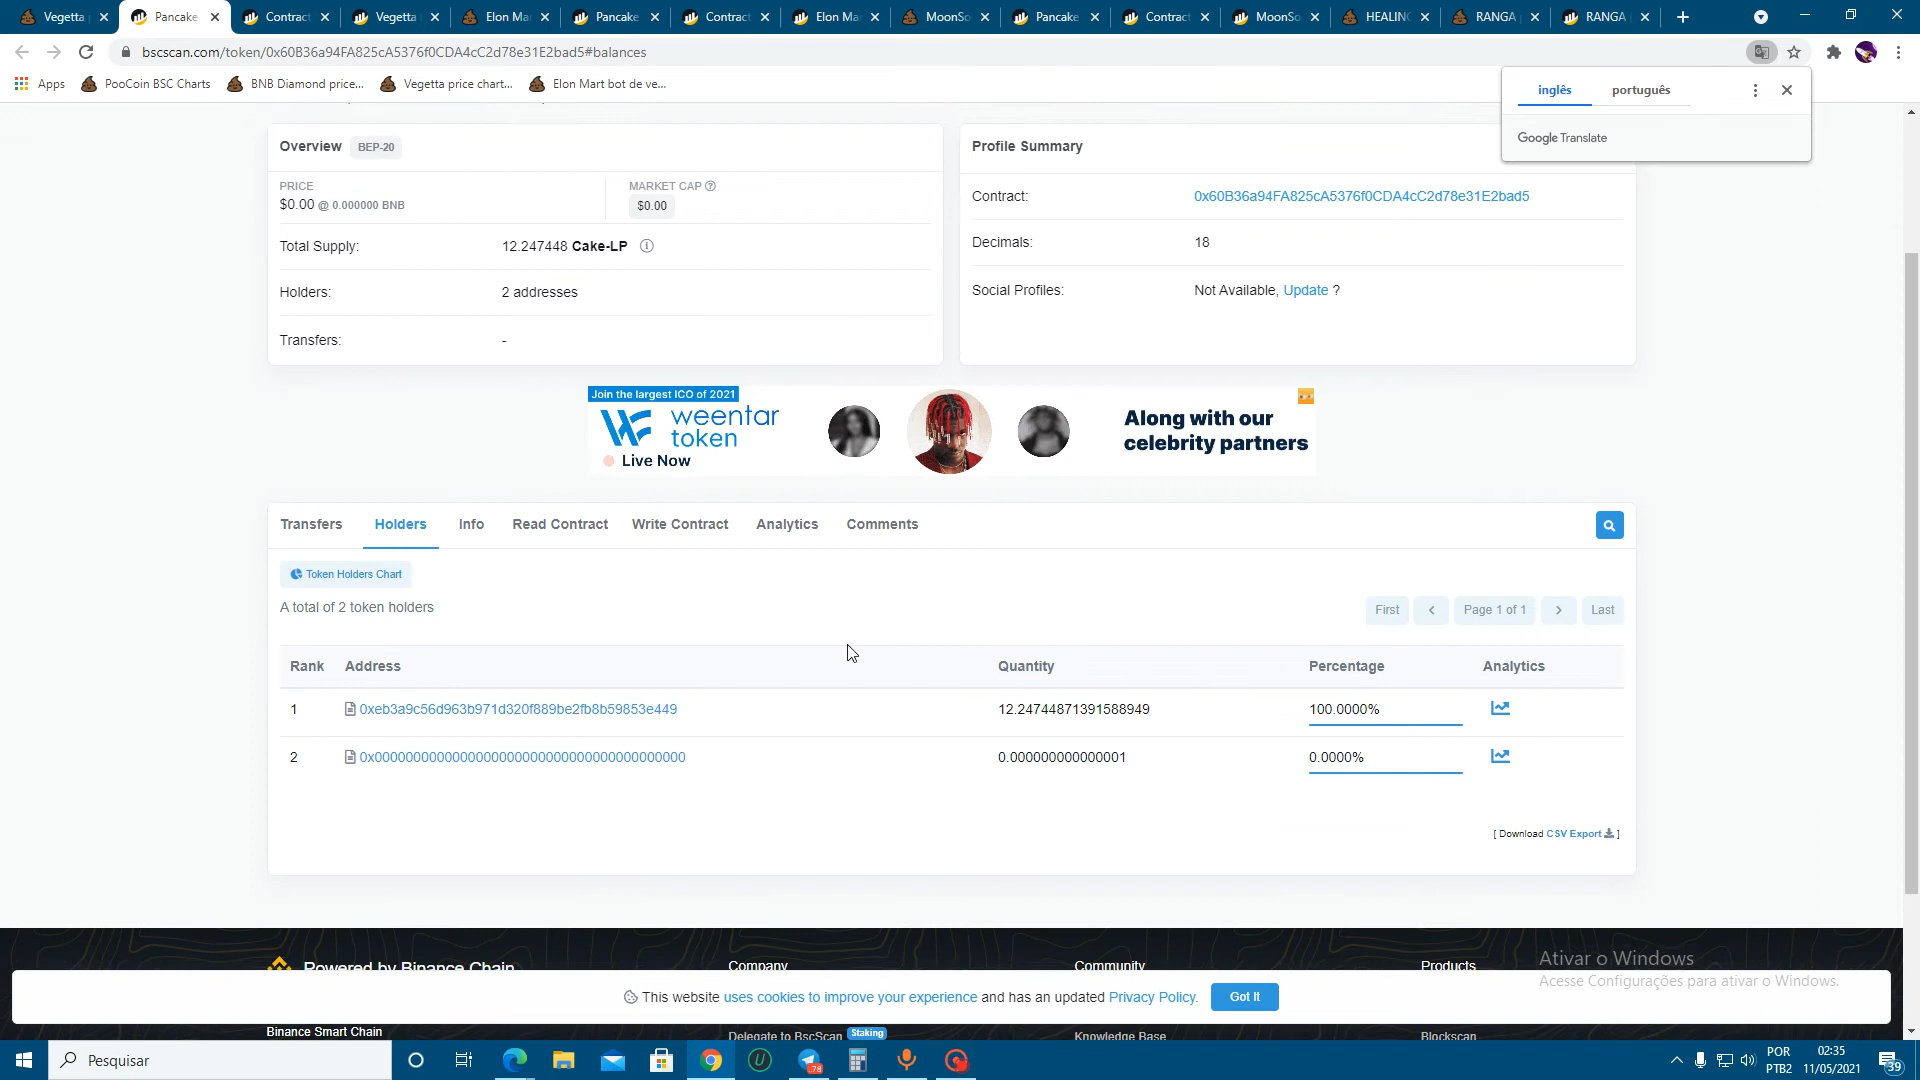 Vegetta
Pancake
Contract
Vegetta
Elon Ma
Pancake
Contract
Elon Ma
MoonSo
Pancake
Contract
MoonSo
HEALIN
RANGA
RANGA
bscscan.com/token/0x60B36a94FA825cA5376f0CDA4cC2d78e31E2bad5#balances
Apps
PooCoin BSC Charts
BNB Diamond price...
Vegetta price chart...
Elon Mart bot de ve...
inglês
português
Google Translate
Overview
BEP-20
PRICE
$0.00 @ 0.000000 BNB
MARKET CAP
$0.00
Total Supply:
12.247448 Cake-LP
Holders:
2 addresses
Transfers:
-
Profile Summary
Contract:
0x60B36a94FA825cA5376f0CDA4cC2d78e31E2bad5
Decimals:
18
Social Profiles:
Not Available, Update ?
Join the largest ICO of 2021
weentar
token
Live Now
Along with our
celebrity partners
Transfers
Holders
Info
Read Contract
Write Contract
Analytics
Comments
Token Holders Chart
A total of 2 token holders
First
Page 1 of 1
Last
Rank
Address
Quantity
Percentage
Analytics
1
0xeb3a9c56d963b971d320f889be2fb8b59853e449
12.24744871391588949
100.0000%
2
0x0000000000000000000000000000000000000000
0.000000000000001
0.0000%
[ Download CSV Export ]
Powered by Binance Chain
Company
Community
Products
Ativar o Windows
Acesse Configurações para ativar o Windows.
This website uses cookies to improve your experience and has an updated Privacy Policy.
Got It
Binance Smart Chain
Delegate to BscScan
Staking
Knowledge Base
Blockscan
Pesquisar
78
POR
PTB2
02:35
11/05/2021
39